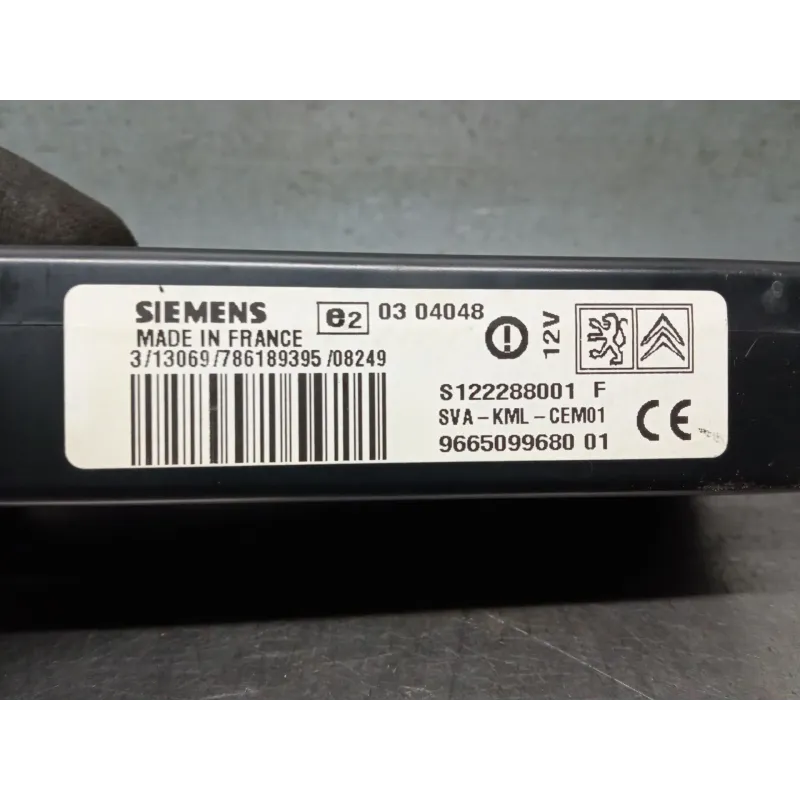 SIEMENS
MADE IN FRANCE
3/13069/786189395/08249
e2 03 04048
12V
S122288001 F
SVA-KML-CEM01
9665099680 01
CE